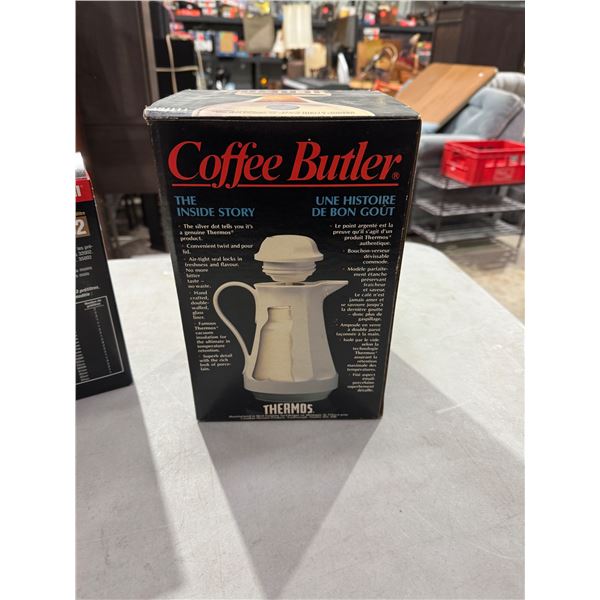 Coffee Butler®
THE
INSIDE STORY
· The silver dot tells you it's
a genuine Thermos®
product.
· Convenient twist and pour
lid.
· Air-tight seal locks in
freshness and flavour.
No more
bitter
taste –
no waste.
· Hand
crafted,
double-
walled,
glass
liner.
· Famous
Thermos®
vacuum
insulation for
the ultimate in
temperature
retention.
· Superb detail
with the rich
look of porce-
lain.
UNE HISTOIRE
DE BON GOÛT
· Le point argenté est la
preuve qu'il s'agit d'un
produit Thermos®
authentique.
· Bouchon-verseur
dévisable
commode.
· Modèle parfaite-
ment étanche
préservant
fraîcheur
et saveur.
Le café n'est
jamais amer et
se savoure jusqu'à
la dernière goutte
– donc plus de
gaspillage.
· Ampoule en verre
à double paroi
façonnée à la main.
· Isolé par le vide
selon la
technologie
Thermos®
assurant la
rétention
maximale des
températures.
· Fini aspect
émail-
porcelaine
superbement
détaillé.
THERMOS®
2